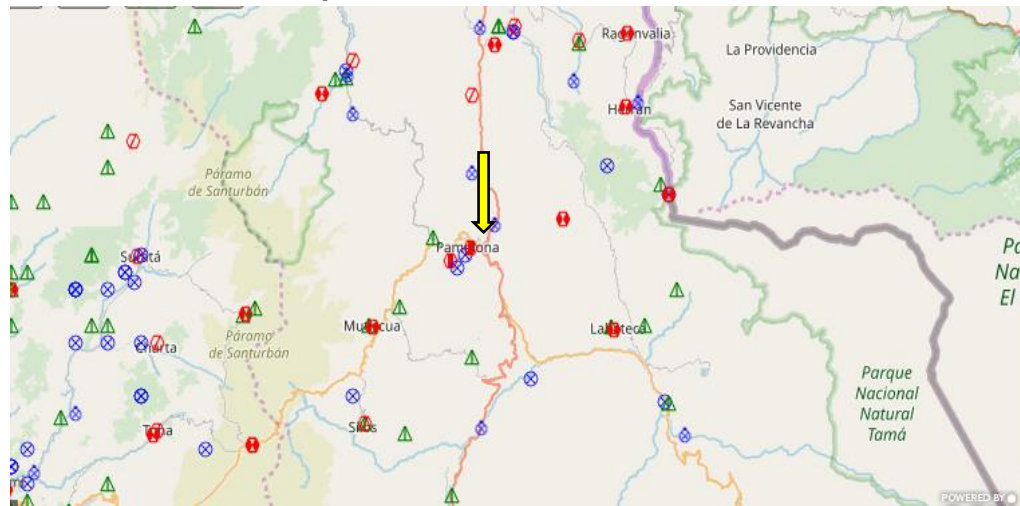 Ragonvalia
La Providencia
Herrán
San Vicente
de La Revancha
Páramo
de Santurbán
Pamplona
Suratá
Mutiscua
Labateca
Páramo
de Santurbán
Charta
Parque
Nacional
Natural
Tamá
Silos
Tona
El
POWERED BY